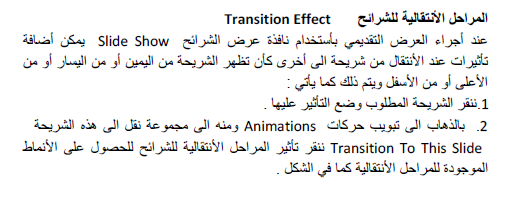 المراحل الأنتقالية للشرائح Transition Effect
عند أجراء العرض التقديمي بأستخدام نافذة عرض الشرائح Slide Show يمكن أضافة
تأثيرات عند الأنتقال من شريحة الى أخرى كأن تظهر الشريحة من اليمين أو من اليسار أو من
الأعلى أو من الأسفل ويتم ذلك كما يأتي :
1.ننقر الشريحة المطلوب وضع التأثير عليها .
2. بالذهاب الى تبويب حركات Animations ومنه الى مجموعة نقل الى هذه الشريحة
Transition To This Slide ننقر تأثير المراحل الأنتقالية للشرائح للحصول على الأنماط
الموجودة للمراحل الأنتقالية كما في الشكل .